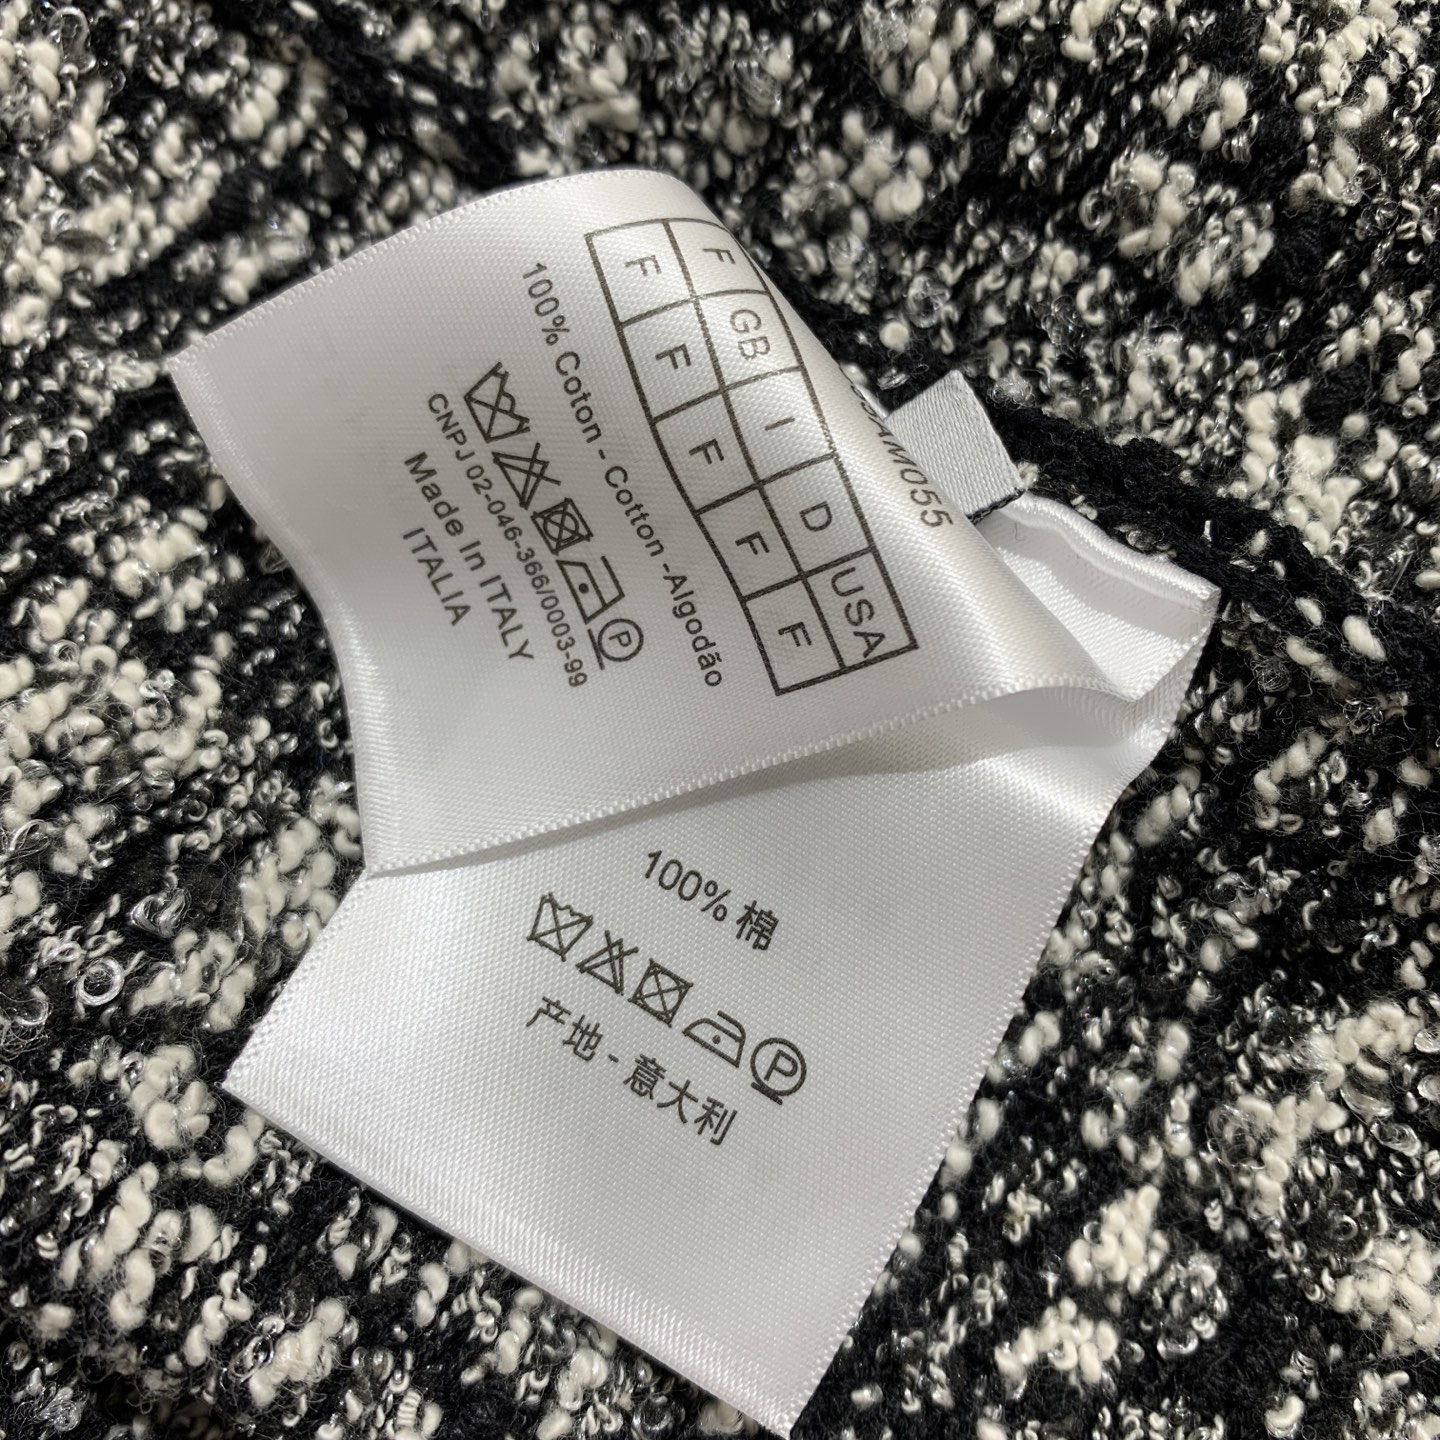 AM055
F GB I D USA
F F F F F
100% Coton - Cotton -Algodão
P
CNPJ 02-046-366/0003-99
Made In ITALY
ITALIA
100% 棉
P
产地 - 意大利